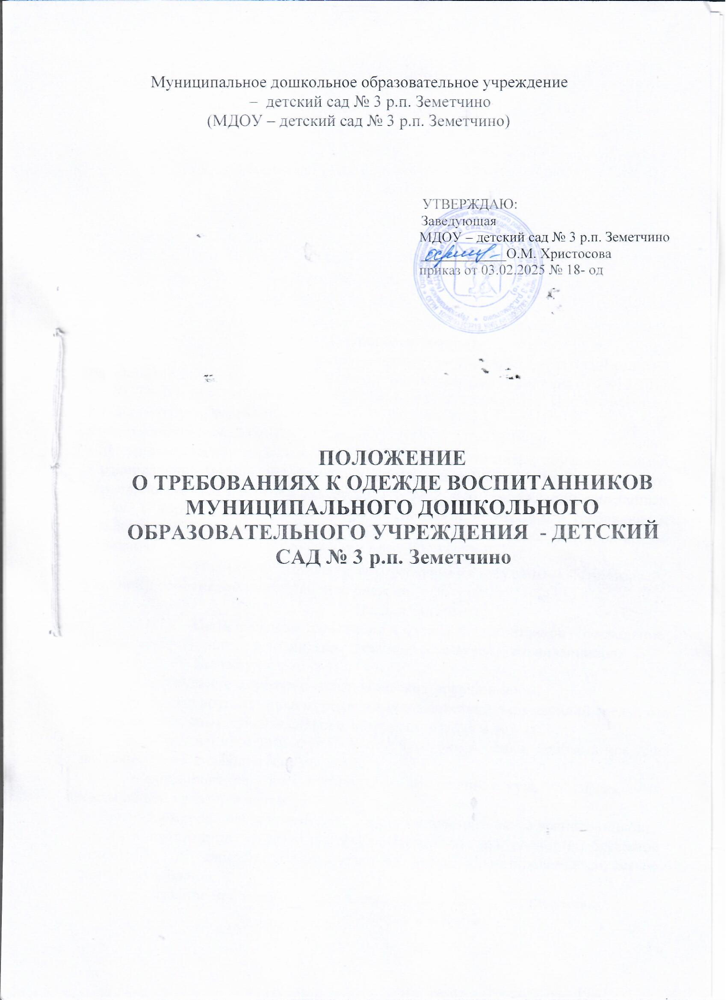 Муниципальное дошкольное образовательное учреждение
– детский сад № 3 р.п. Земетчино
(МДОУ – детский сад № 3 р.п. Земетчино)
УТВЕРЖДАЮ:
Заведующая
МДОУ – детский сад № 3 р.п. Земетчино
____________ О.М. Христосова
приказ от 03.02.2025 № 18- од
ПОЛОЖЕНИЕ
О ТРЕБОВАНИЯХ К ОДЕЖДЕ ВОСПИТАННИКОВ
МУНИЦИПАЛЬНОГО ДОШКОЛЬНОГО
ОБРАЗОВАТЕЛЬНОГО УЧРЕЖДЕНИЯ - ДЕТСКИЙ
САД № 3 р.п. Земетчино